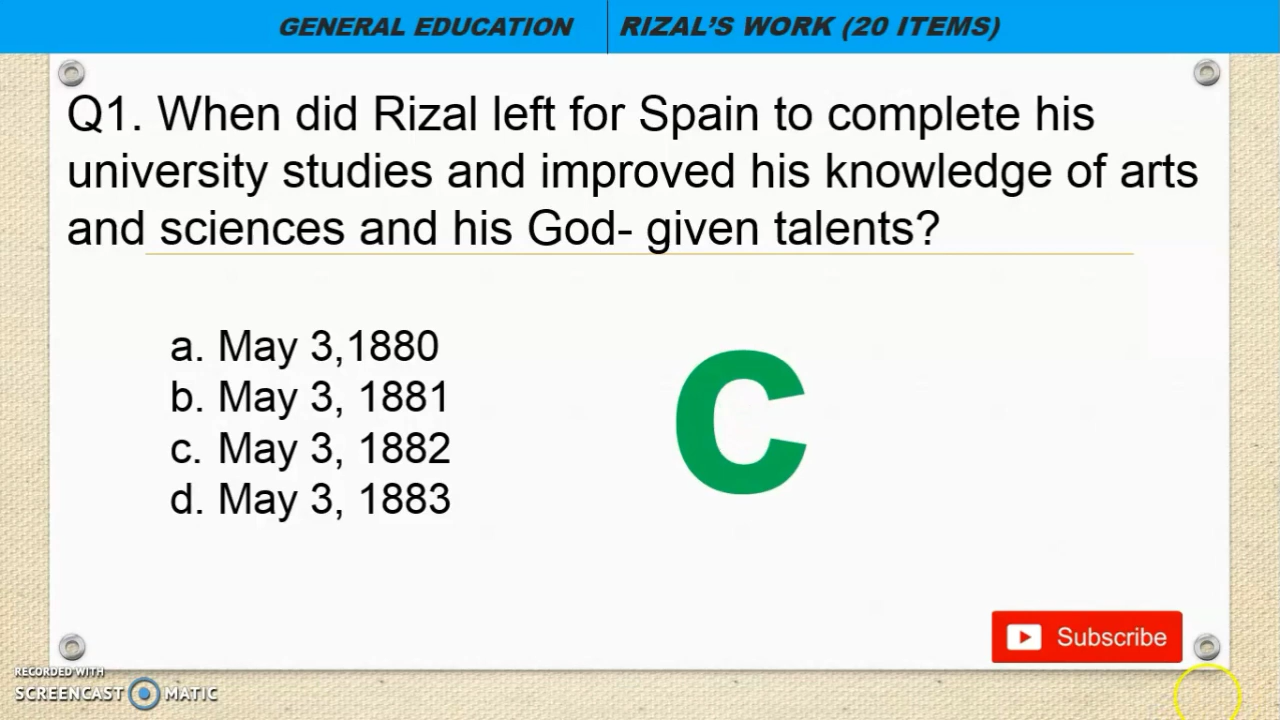 GENERAL EDUCATION RIZAL'S WORK (20 ITEMS)
Q1. When did Rizal left for Spain to complete his
university studies and improved his knowledge of arts
and sciences and his God- given talents?
a. May 3,1880
b. May 3, 1881
c. May 3, 1882
d. May 3, 1883
C
Subscribe
RECORDED WITH
SCREENCAST MATIC